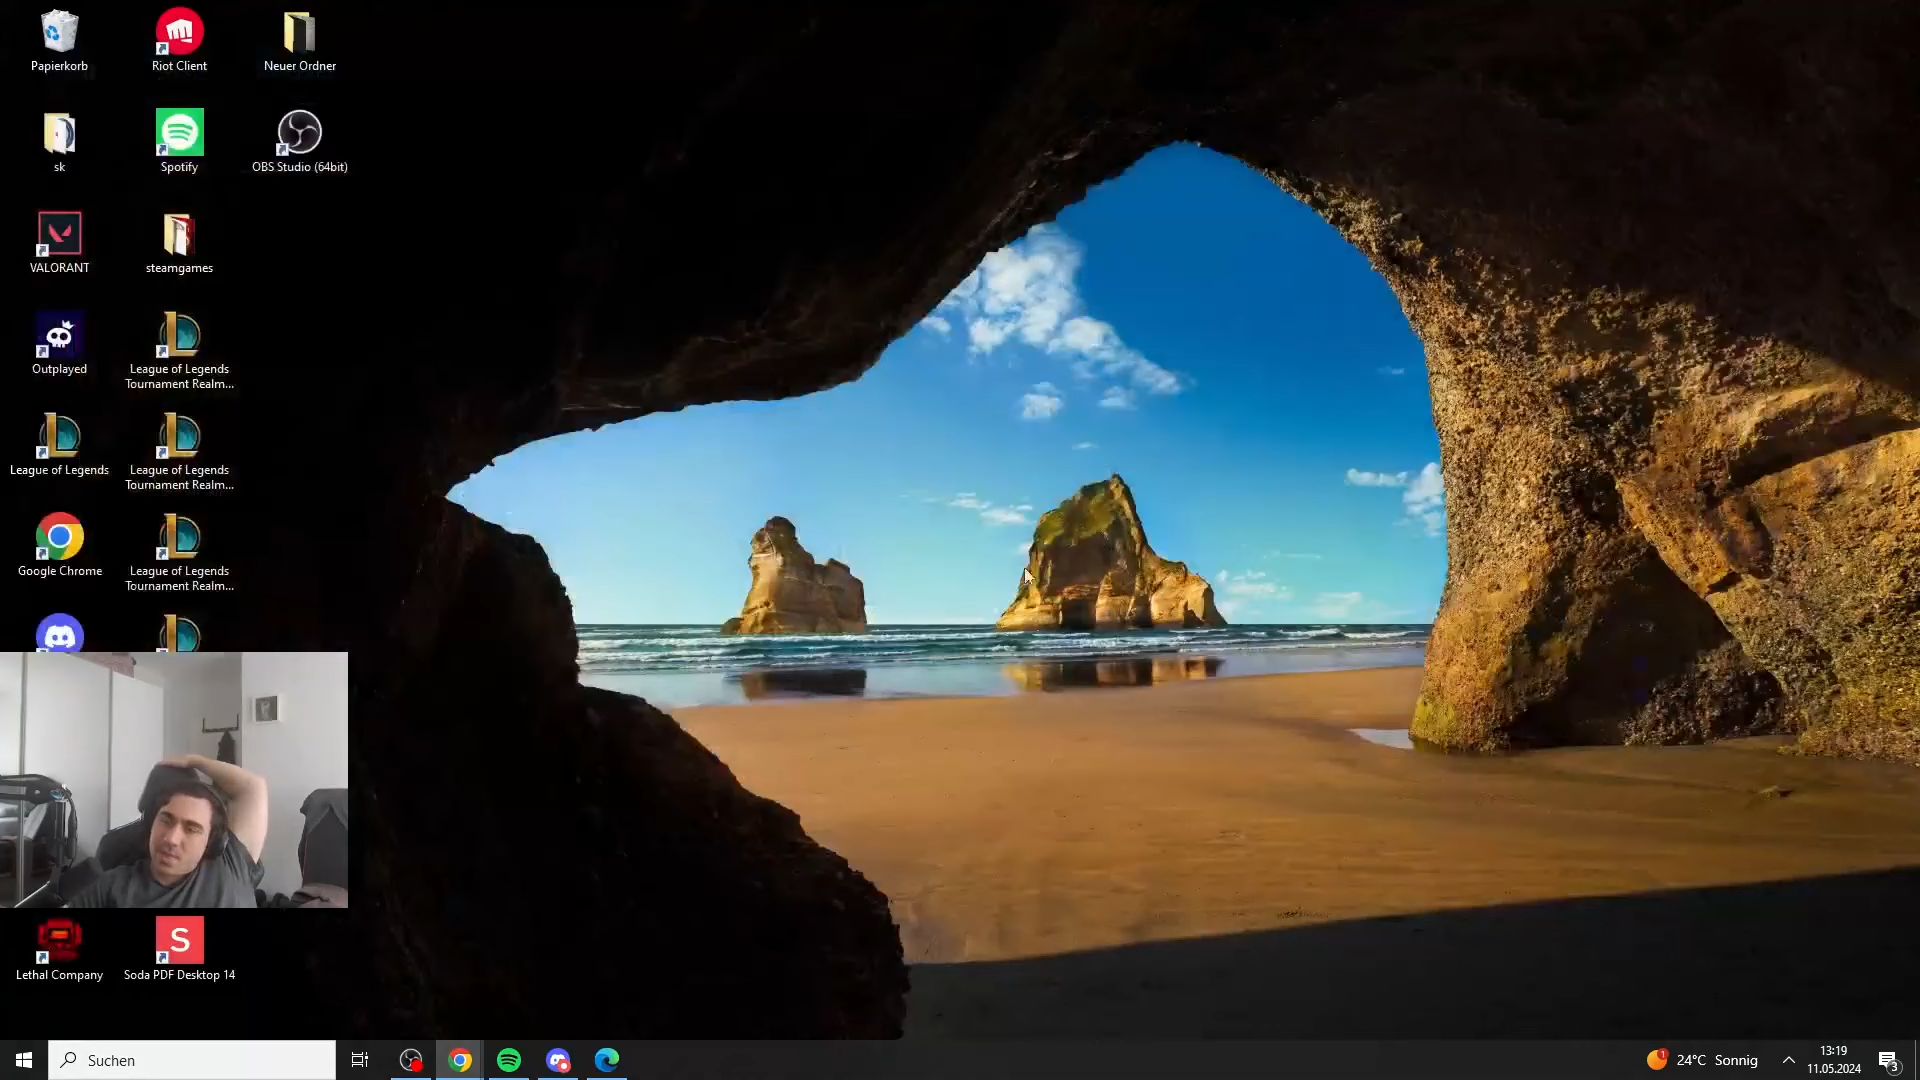 Papierkorb
Riot Client
Neuer Ordner
sk
Spotify
OBS Studio (64bit)
VALORANT
steamgames
Outplayed
League of Legends
Tournament Realm...
League of Legends
League of Legends
Tournament Realm...
Google Chrome
League of Legends
Tournament Realm...
Lethal Company
S
Soda PDF Desktop 14
Suchen
1
24°C Sonnig
13:19
11.05.2024
3